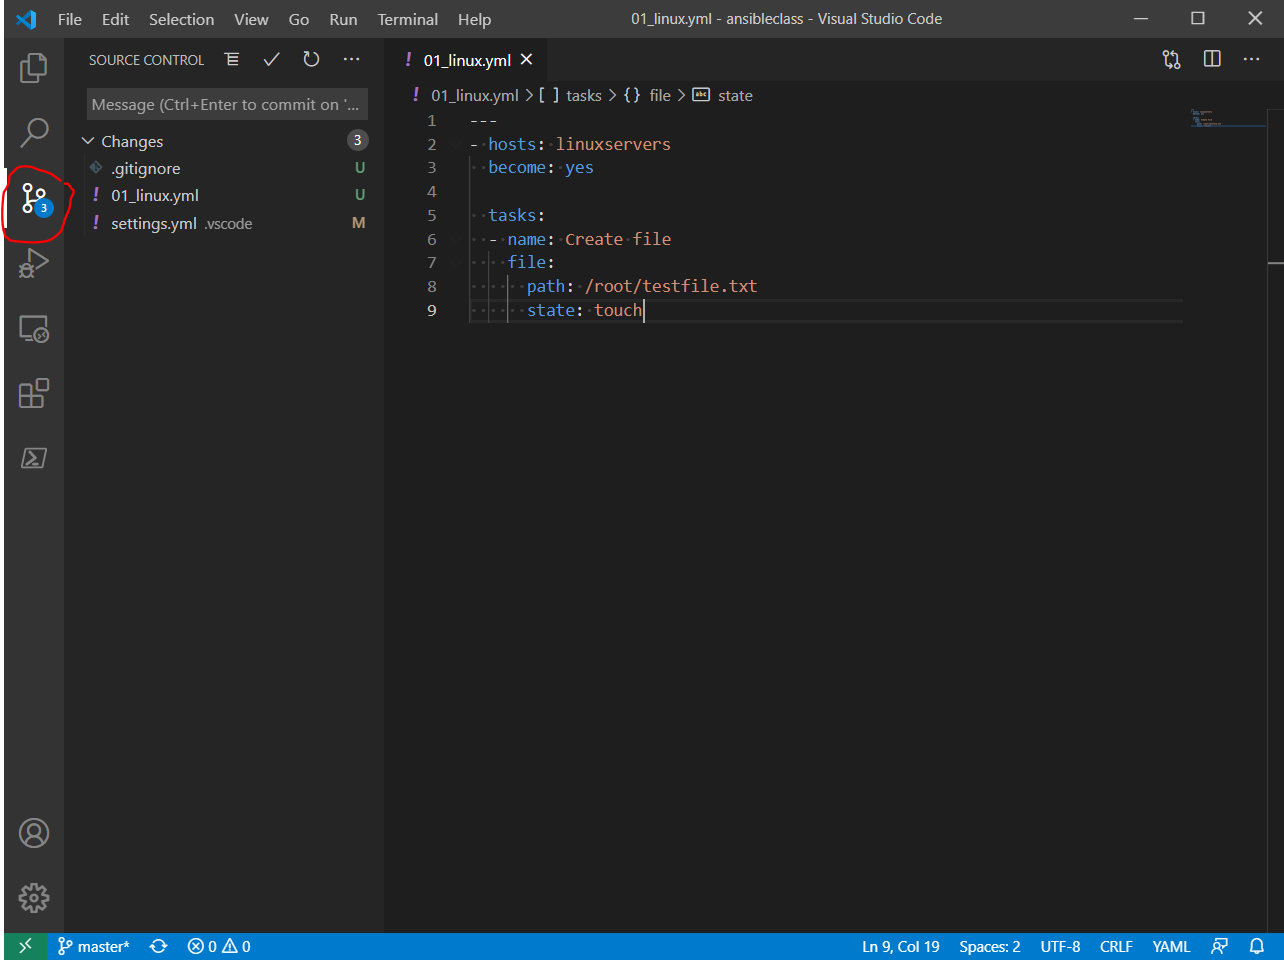 File Edit Selection View Go Run Terminal Help 01_linux.yml - ansibleclass - Visual Studio Code
SOURCE CONTROL
Message (Ctrl+Enter to commit on '...
Changes 3
.gitignore U
! 01_linux.yml U
! settings.yml .vscode M
3
! 01_linux.yml
! 01_linux.yml > [ ] tasks > {} file > abc state
1 ---
2 - hosts: linuxservers
3 become: yes
4
5 tasks:
6 - name: Create file
7 file:
8 path: /root/testfile.txt
9 state: touch
master* 0 0 Ln 9, Col 19 Spaces: 2 UTF-8 CRLF YAML